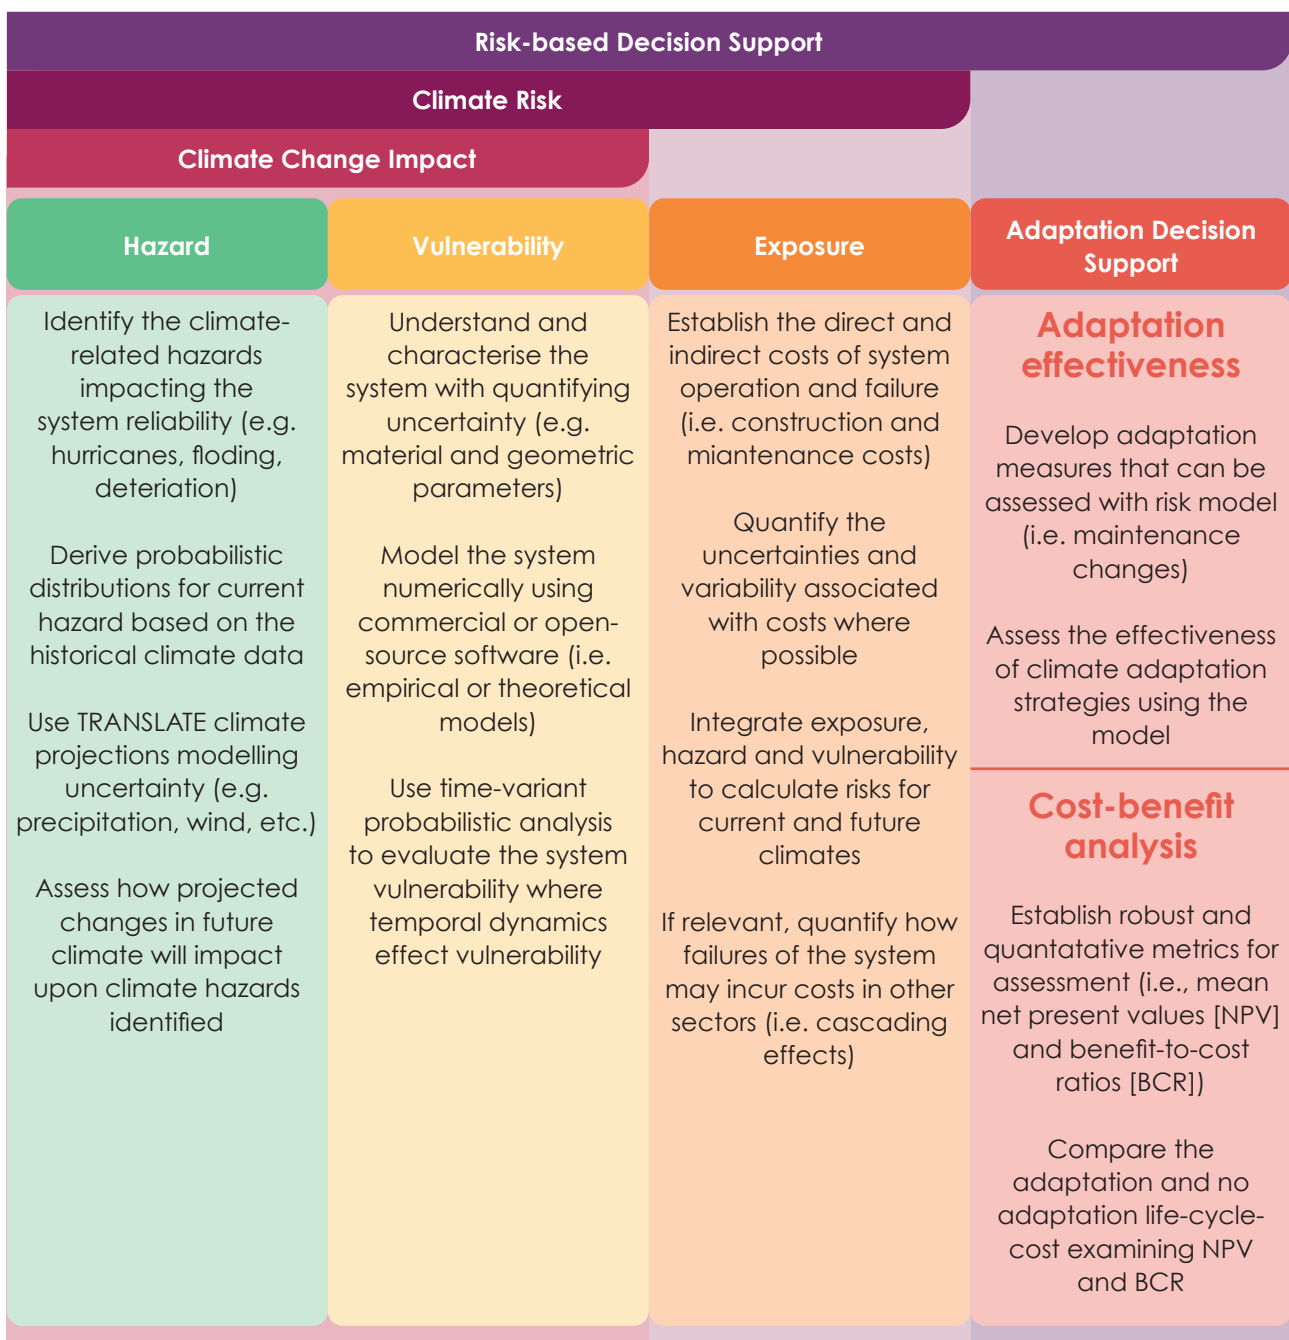 Risk-based Decision Support
Climate Risk
Climate Change Impact
Hazard
Identify the climate-
related hazards
impacting the
system reliability (e.g.
hurricanes, floding,
deteriation)
Derive probabilistic
distributions for current
hazard based on the
historical climate data
Use TRANSLATE climate
projections modelling
uncertainty (e.g.
precipitation, wind, etc.)
Assess how projected
changes in future
climate will impact
upon climate hazards
identified
Vulnerability
Understand and
characterise the
system with quantifying
uncertainty (e.g.
material and geometric
parameters)
Model the system
numerically using
commercial or open-
source software (i.e.
empirical or theoretical
models)
Use time-variant
probabilistic analysis
to evaluate the system
vulnerability where
temporal dynamics
effect vulnerability
Exposure
Establish the direct and
indirect costs of system
operation and failure
(i.e. construction and
miantenance costs)
Quantify the
uncertainties and
variability associated
with costs where
possible
Integrate exposure,
hazard and vulnerability
to calculate risks for
current and future
climates
If relevant, quantify how
failures of the system
may incur costs in other
sectors (i.e. cascading
effects)
Adaptation Decision
Support
Adaptation
effectiveness
Develop adaptation
measures that can be
assessed with risk model
(i.e. maintenance
changes)
Assess the effectiveness
of climate adaptation
strategies using the
model
Cost-benefit
analysis
Establish robust and
quantatative metrics for
assessment (i.e., mean
net present values [NPV]
and benefit-to-cost
ratios [BCR])
Compare the
adaptation and no
adaptation life-cycle-
cost examining NPV
and BCR